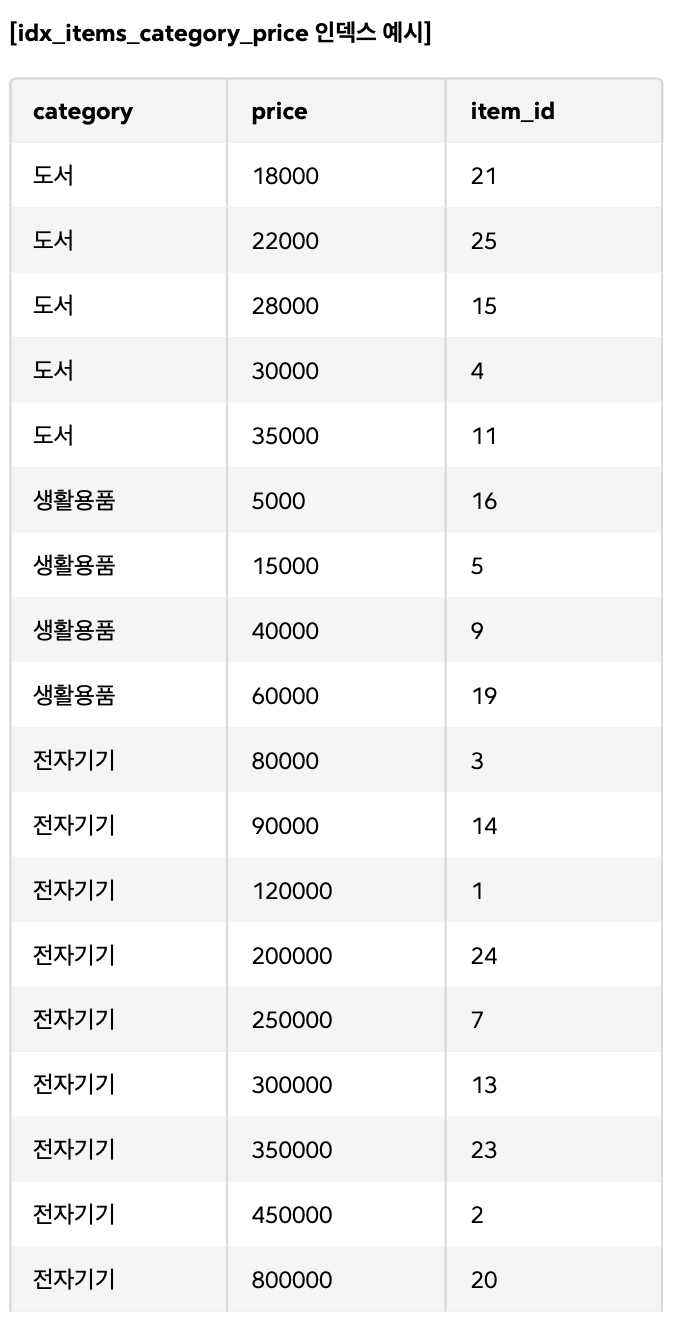 [idx_items_category_price 인덱스 예시]
category price item_id
도서 18000 21
도서 22000 25
도서 28000 15
도서 30000 4
도서 35000 11
생활용품 5000 16
생활용품 15000 5
생활용품 40000 9
생활용품 60000 19
전자기기 80000 3
전자기기 90000 14
전자기기 120000 1
전자기기 200000 24
전자기기 250000 7
전자기기 300000 13
전자기기 350000 23
전자기기 450000 2
전자기기 800000 20